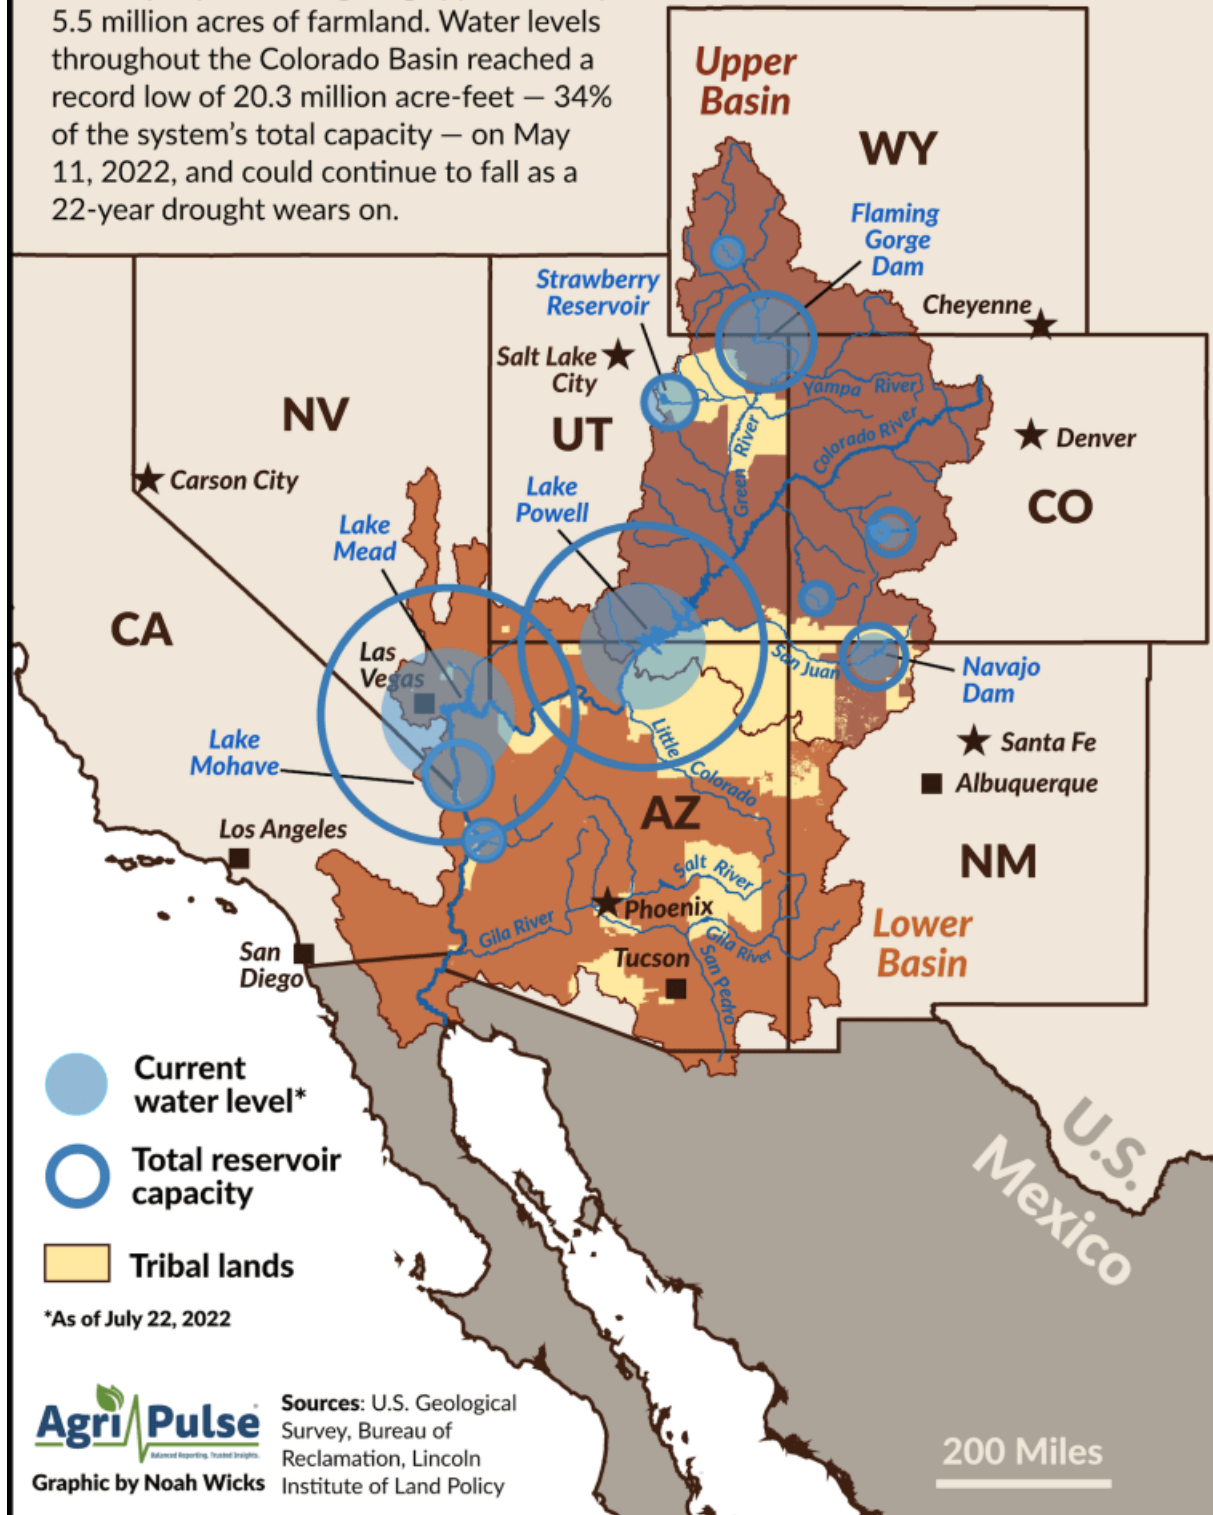 5.5 million acres of farmland. Water levels
throughout the Colorado Basin reached a
record low of 20.3 million acre-feet — 34%
of the system's total capacity — on May
11, 2022, and could continue to fall as a
22-year drought wears on.
Upper
Basin
WY
Flaming
Gorge
Dam
Strawberry
Reservoir
Cheyenne
Salt Lake
City
NV
UT
Yampa River
Colorado River
Green River
Denver
Carson City
Lake
Powell
CO
Lake
Mead
CA
Las
Vegas
San Juan
Navajo
Dam
Lake
Mohave
Little Colorado
Santa Fe
Albuquerque
Los Angeles
AZ
NM
Salt River
Phoenix
Gila River
Gila River
Lower
Basin
San
Diego
Tucson
San Pedro
Current
water level*
Total reservoir
capacity
Tribal lands
*As of July 22, 2022
U.S.
Mexico
Agri Pulse
Balanced Reporting. Trusted Insights.
Graphic by Noah Wicks
Sources: U.S. Geological
Survey, Bureau of
Reclamation, Lincoln
Institute of Land Policy
200 Miles